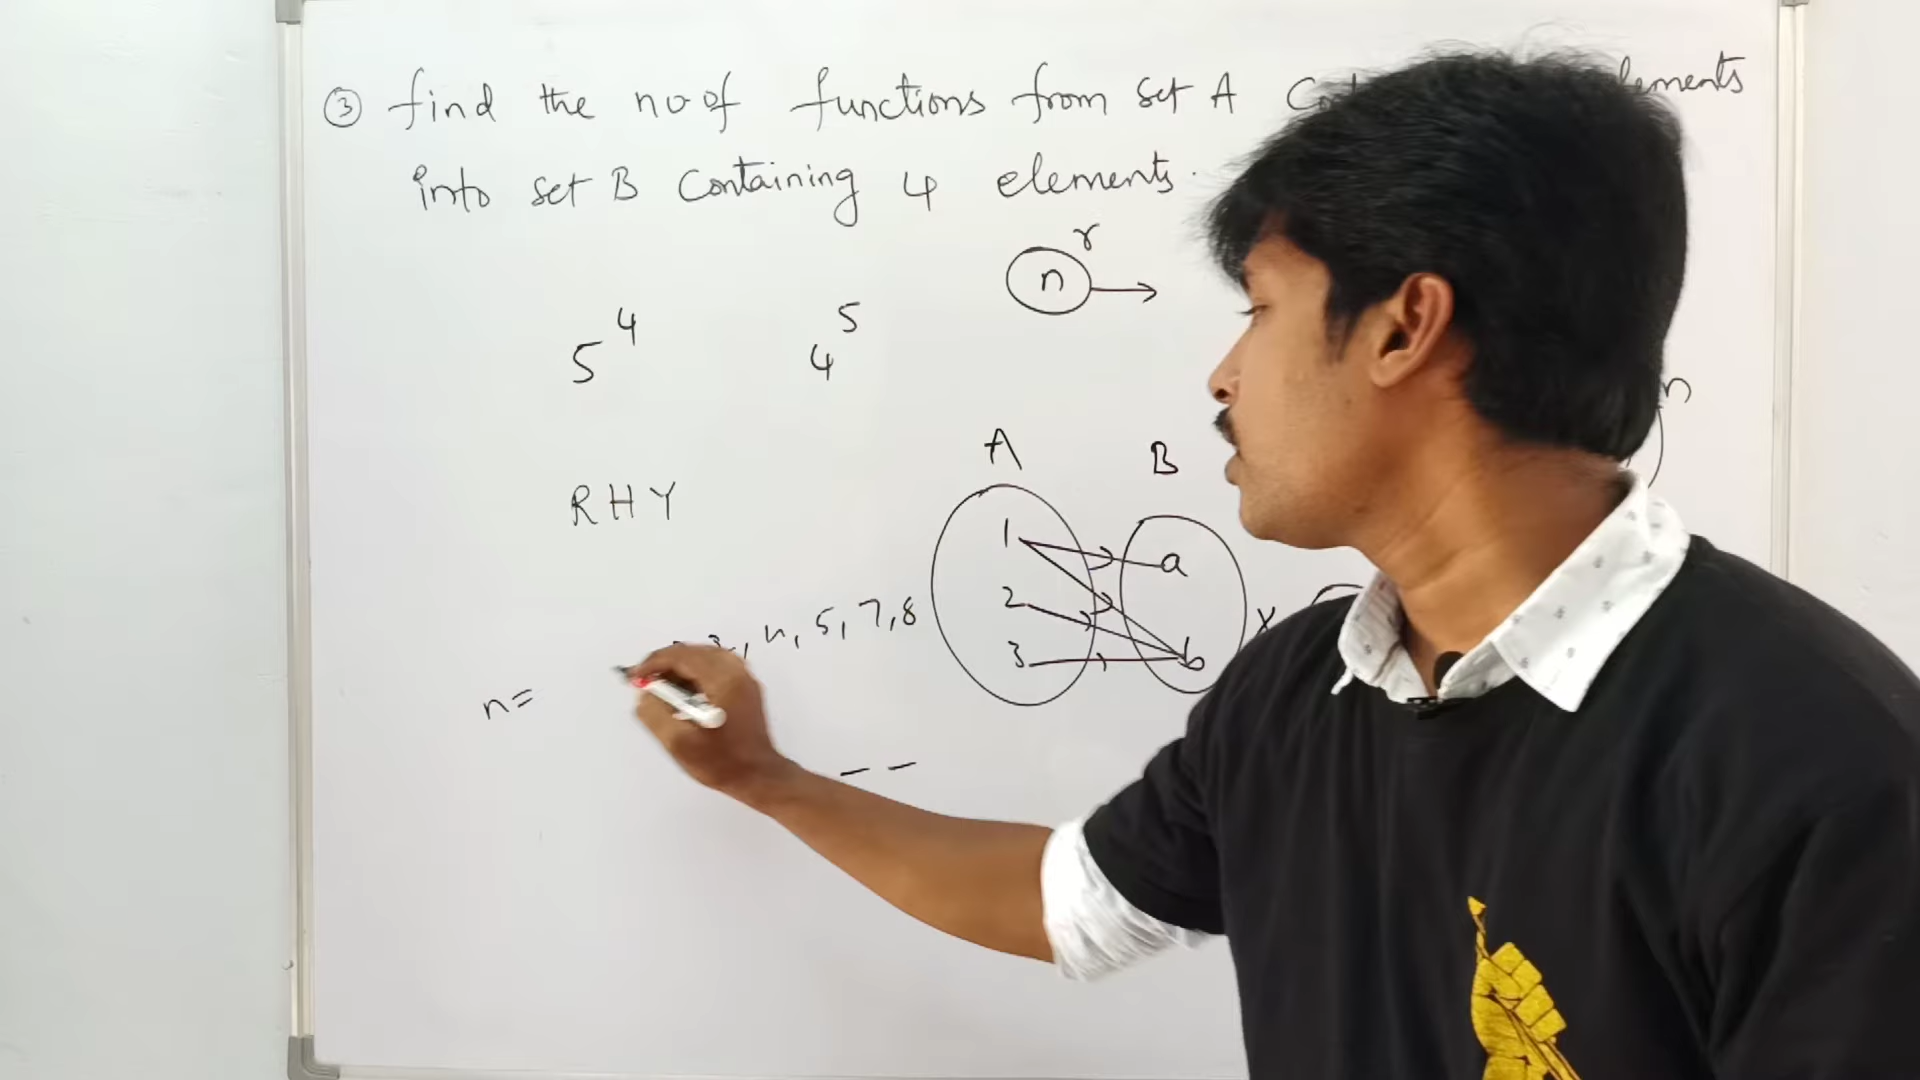 ③ find the no of functions from set A elements
into set B containing 4 elements.
r
n
5^4 4^5
n
A B
R H Y
1 a
2
3 b
x
, 4, 5, 7, 8
n=
_ _